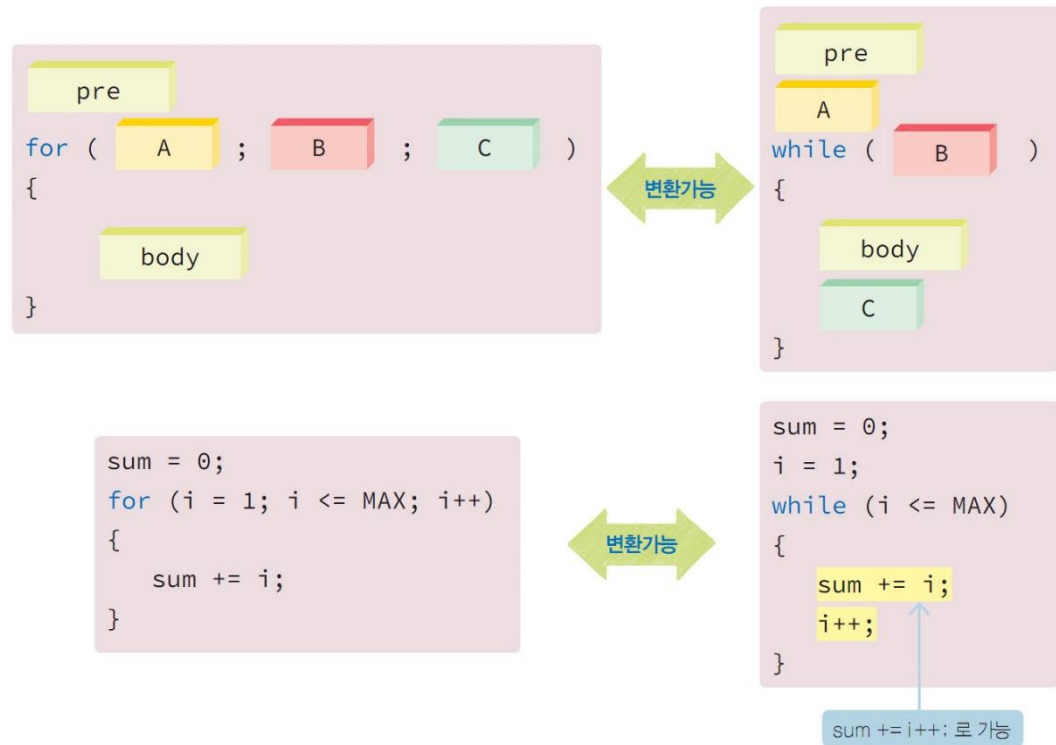 pre
for ( A ; B ; C )
{
body
}
변환가능
pre
A
while ( B )
{
body
C
}
sum = 0;
for (i = 1; i <= MAX; i++)
{
sum += i;
}
변환가능
sum = 0;
i = 1;
while (i <= MAX)
{
sum += i;
i++;
}
sum += i++; 로 가능